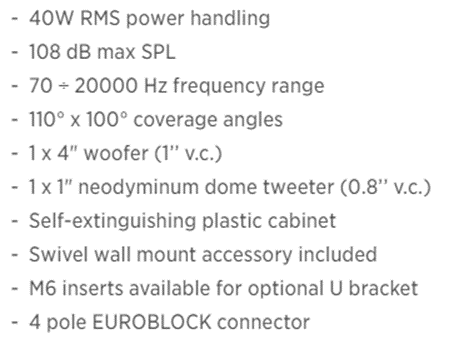 - 40W RMS power handling
- 108 dB max SPL
- 70 ÷ 20000 Hz frequency range
- 110° x 100° coverage angles
- 1 x 4" woofer (1’’ v.c.)
- 1 x 1" neodyminum dome tweeter (0.8’’ v.c.)
- Self-extinguishing plastic cabinet
- Swivel wall mount accessory included
- M6 inserts available for optional U bracket
- 4 pole EUROBLOCK connector